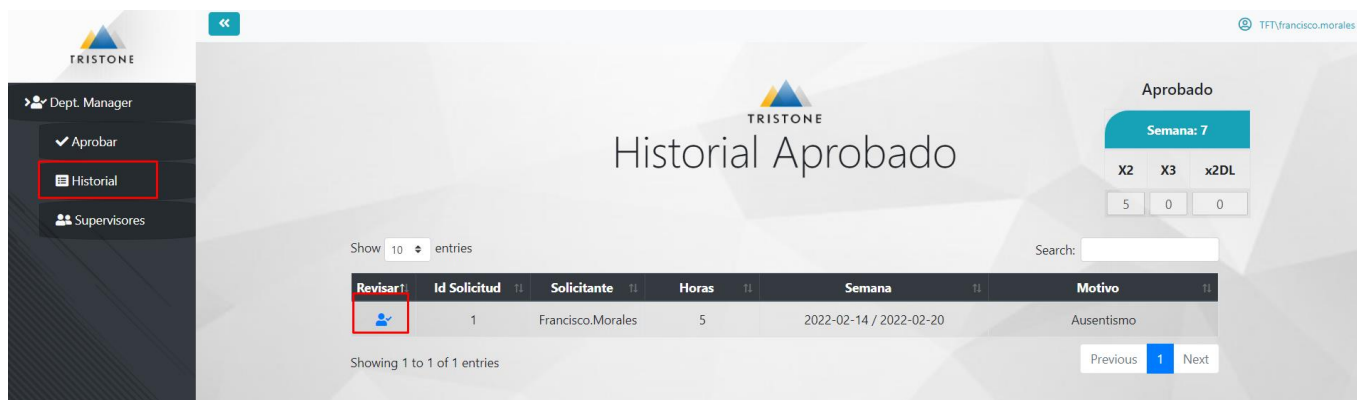 TRISTONE
TFT\francisco.morales
Dept. Manager
Aprobar
Historial
Supervisores
TRISTONE
Historial Aprobado
Aprobado
Semana: 7
X2 X3 x2DL
5 0 0
Show 10 entries
Search:
Revisar Id Solicitud Solicitante Horas Semana Motivo
1 Francisco.Morales 5 2022-02-14 / 2022-02-20 Ausentismo
Showing 1 to 1 of 1 entries
Previous 1 Next